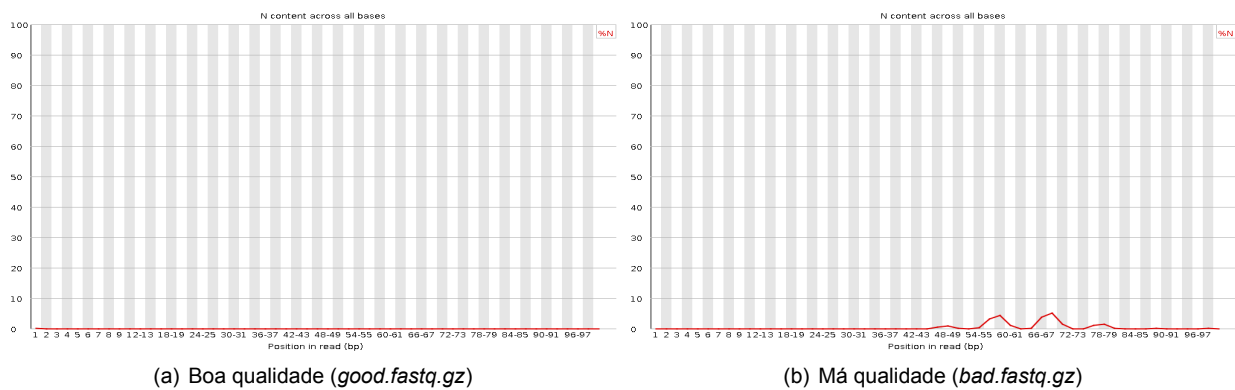 N content across all bases
%N
100
90
80
70
60
50
40
30
20
10
0
1 2 3 4 5 6 7 8 9 12-13 18-19 24-25 30-31 36-37 42-43 48-49 54-55 60-61 66-67 72-73 78-79 84-85 90-91 96-97
Position in read (bp)
(a) Boa qualidade (good.fastq.gz)
N content across all bases
%N
100
90
80
70
60
50
40
30
20
10
0
1 2 3 4 5 6 7 8 9 12-13 18-19 24-25 30-31 36-37 42-43 48-49 54-55 60-61 66-67 72-73 78-79 84-85 90-91 96-97
Position in read (bp)
(b) Má qualidade (bad.fastq.gz)